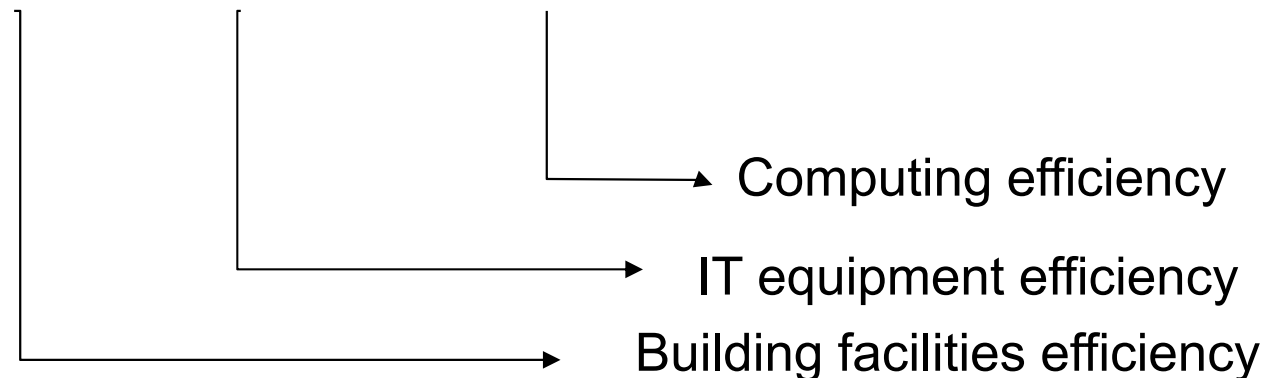 Computing efficiency
IT equipment efficiency
Building facilities efficiency